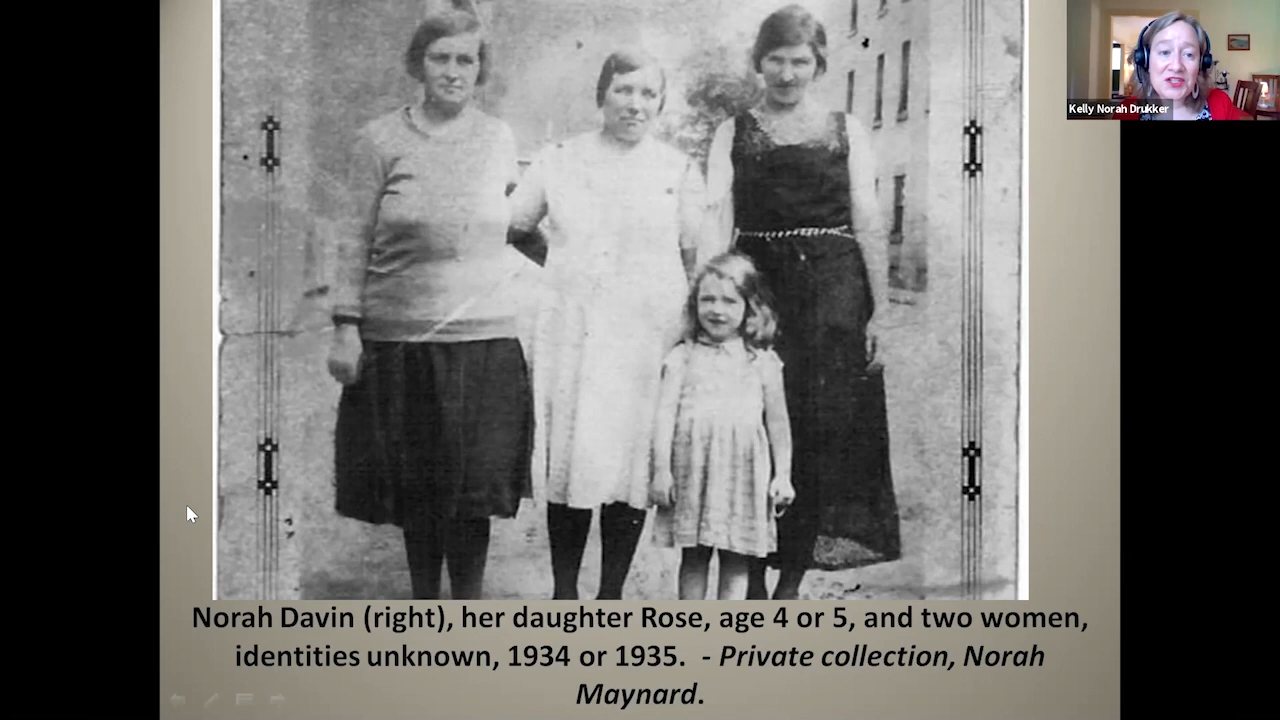 Kelly Norah Drukker
Norah Davin (right), her daughter Rose, age 4 or 5, and two women,
identities unknown, 1934 or 1935.  - Private collection, Norah
Maynard.